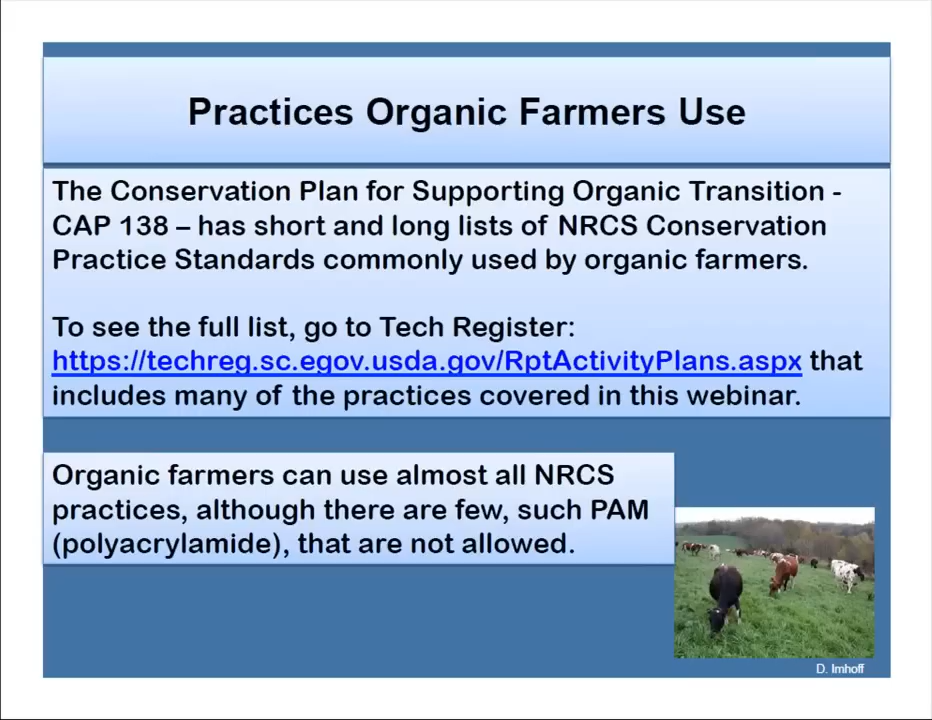 Practices Organic Farmers Use
The Conservation Plan for Supporting Organic Transition -
CAP 138 – has short and long lists of NRCS Conservation
Practice Standards commonly used by organic farmers.
To see the full list, go to Tech Register:
https://techreg.sc.egov.usda.gov/RptActivityPlans.aspx that
includes many of the practices covered in this webinar.
Organic farmers can use almost all NRCS
practices, although there are few, such PAM
(polyacrylamide), that are not allowed.
D. Imhoff